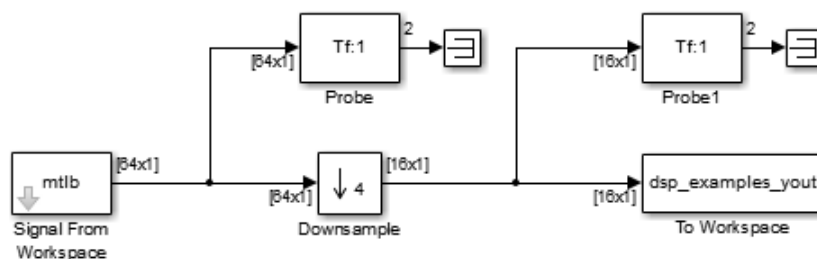 2
2
Tf:1
Tf:1
[64x1]
[16x1]
Probe
Probe1
[64x1]
[16x1]
mtlb
4
dsp_examples_yout
[64x1]
[16x1]
Signal From
Workspace
Downsample
To Workspace